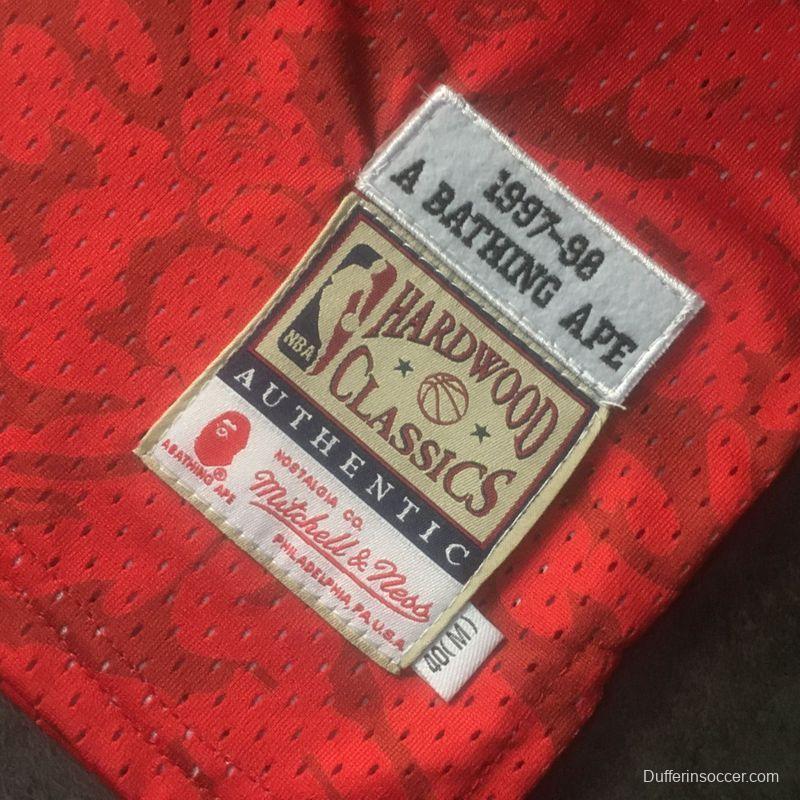 1997-98
A BATHING APE
NBA
HARDWOOD
CLASSICS
AUTHENTIC
A BATHING APE®
NOSTALGIA CO.
Mitchell & Ness
PHILADELPHIA, PA, U.S.A.
40(M)
Dufferinsoccer.com